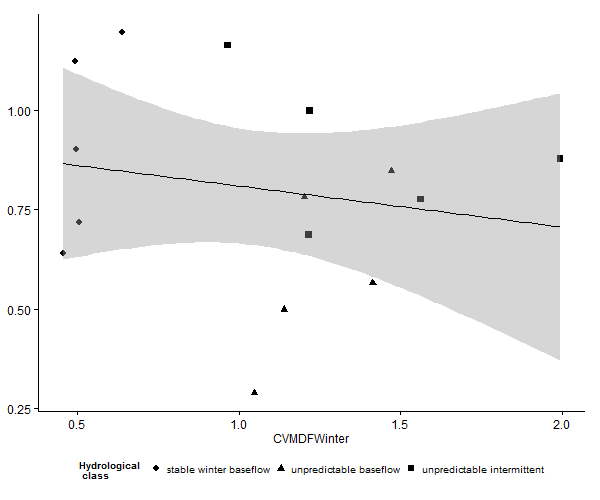 1.00
0.75
0.50
0.25
0.5 1.0 1.5 2.0
CVMDFWinter
Hydrological
class
stable winter baseflow unpredictable baseflow unpredictable intermittent